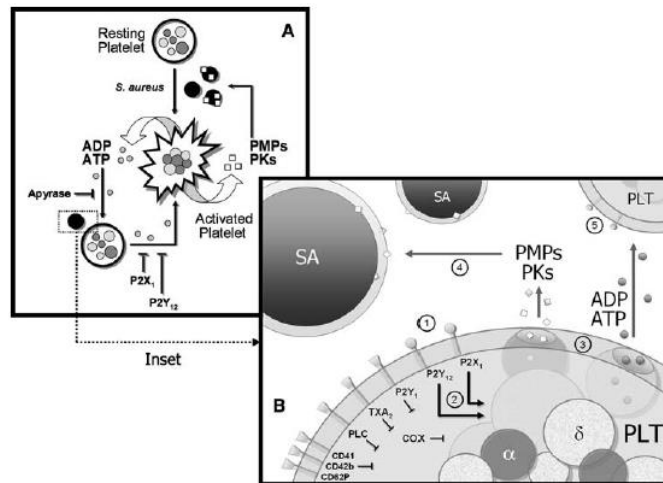 A
Resting
Platelet
S. aureus
ADP
ATP
PMPs
PKs
Apyrase
Activated
Platelet
P2X1
P2Y12
Inset
B
SA
SA
PLT
5
4
PMPs
PKs
ADP
ATP
1
3
P2X1
P2Y12
2
P2Y1
TXA2
PLC
COX
CD41
CD42b
CD62P
α
δ
PLT